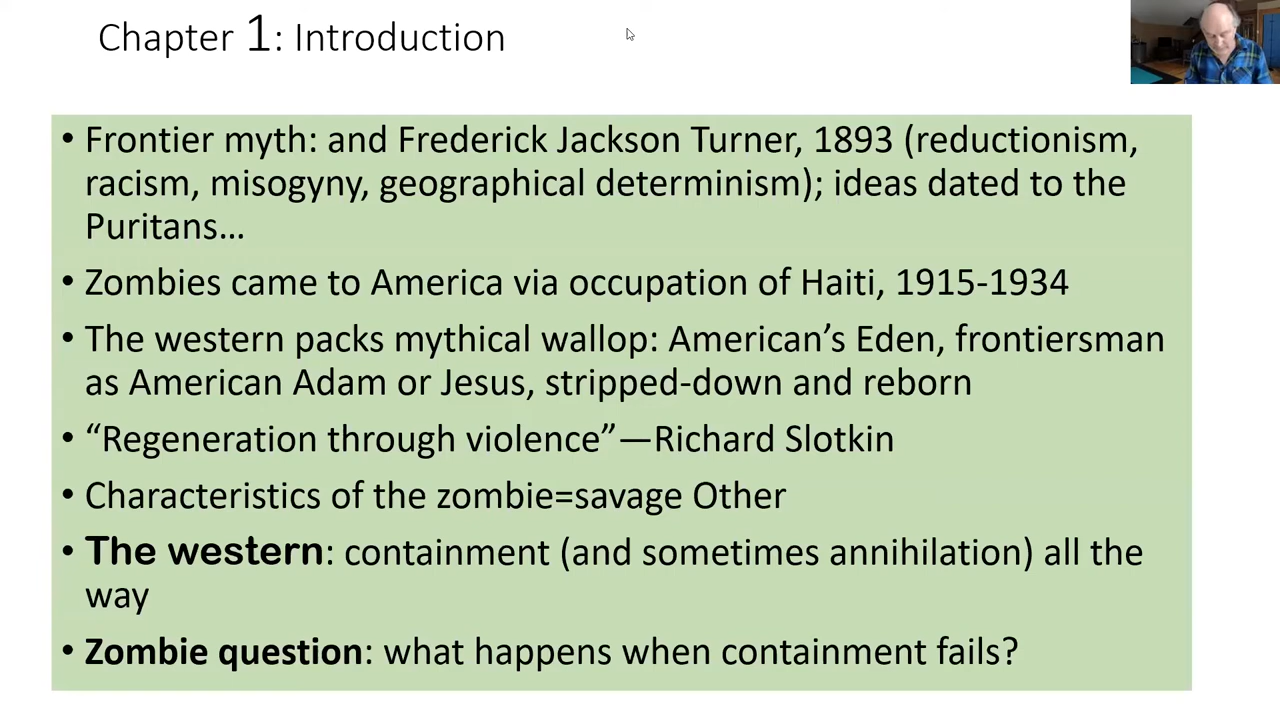 Chapter 1: Introduction
• Frontier myth: and Frederick Jackson Turner, 1893 (reductionism,
racism, misogyny, geographical determinism); ideas dated to the
Puritans…
• Zombies came to America via occupation of Haiti, 1915-1934
• The western packs mythical wallop: American’s Eden, frontiersman
as American Adam or Jesus, stripped-down and reborn
• “Regeneration through violence”—Richard Slotkin
• Characteristics of the zombie=savage Other
• The western: containment (and sometimes annihilation) all the
way
• Zombie question: what happens when containment fails?